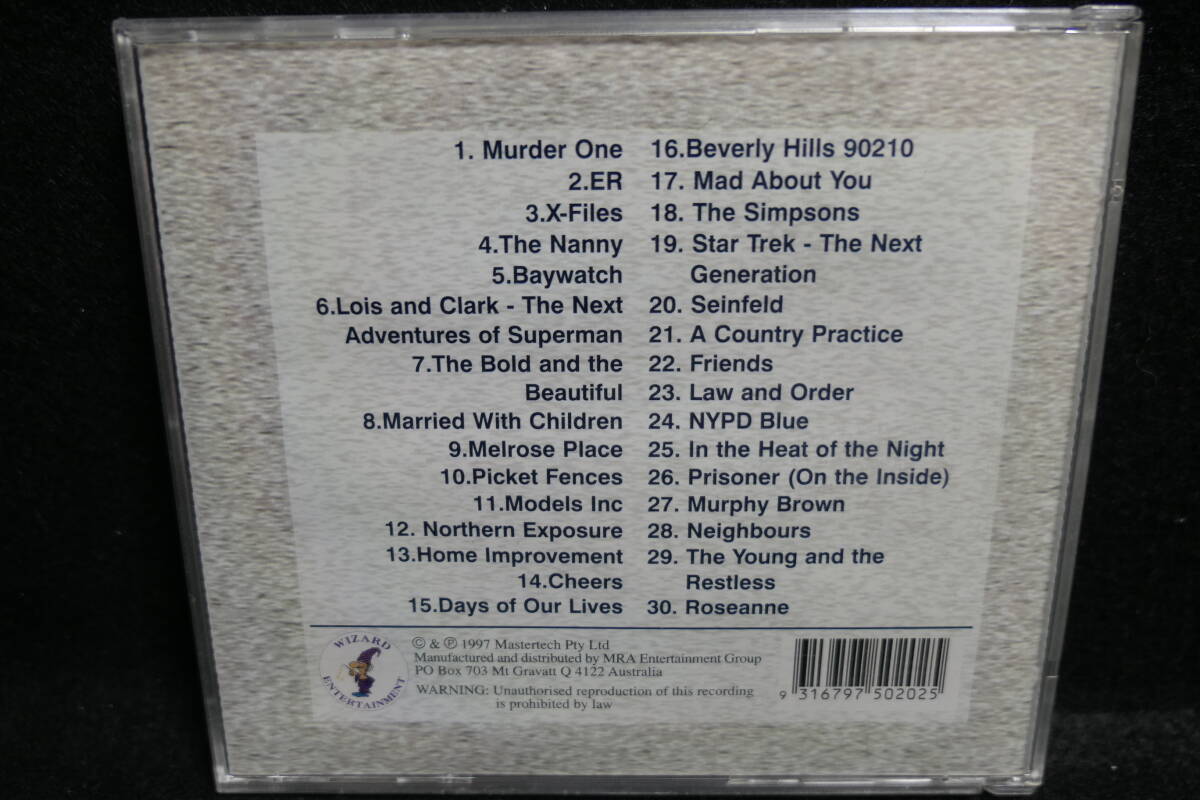 1. Murder One
2.ER
3.X-Files
4.The Nanny
5.Baywatch
6.Lois and Clark - The Next
Adventures of Superman
7.The Bold and the
Beautiful
8.Married With Children
9.Melrose Place
10.Picket Fences
11.Models Inc
12. Northern Exposure
13.Home Improvement
14.Cheers
15.Days of Our Lives
16.Beverly Hills 90210
17. Mad About You
18. The Simpsons
19. Star Trek - The Next
Generation
20. Seinfeld
21. A Country Practice
22. Friends
23. Law and Order
24. NYPD Blue
25. In the Heat of the Night
26. Prisoner (On the Inside)
27. Murphy Brown
28. Neighbours
29. The Young and the
Restless
30. Roseanne
WIZARD
ENTERTAINMENT
© & ℗ 1997 Mastertech Pty Ltd
Manufactured and distributed by MRA Entertainment Group
PO Box 703 Mt Gravatt Q 4122 Australia
WARNING: Unauthorised reproduction of this recording
is prohibited by law
9 316797 502025